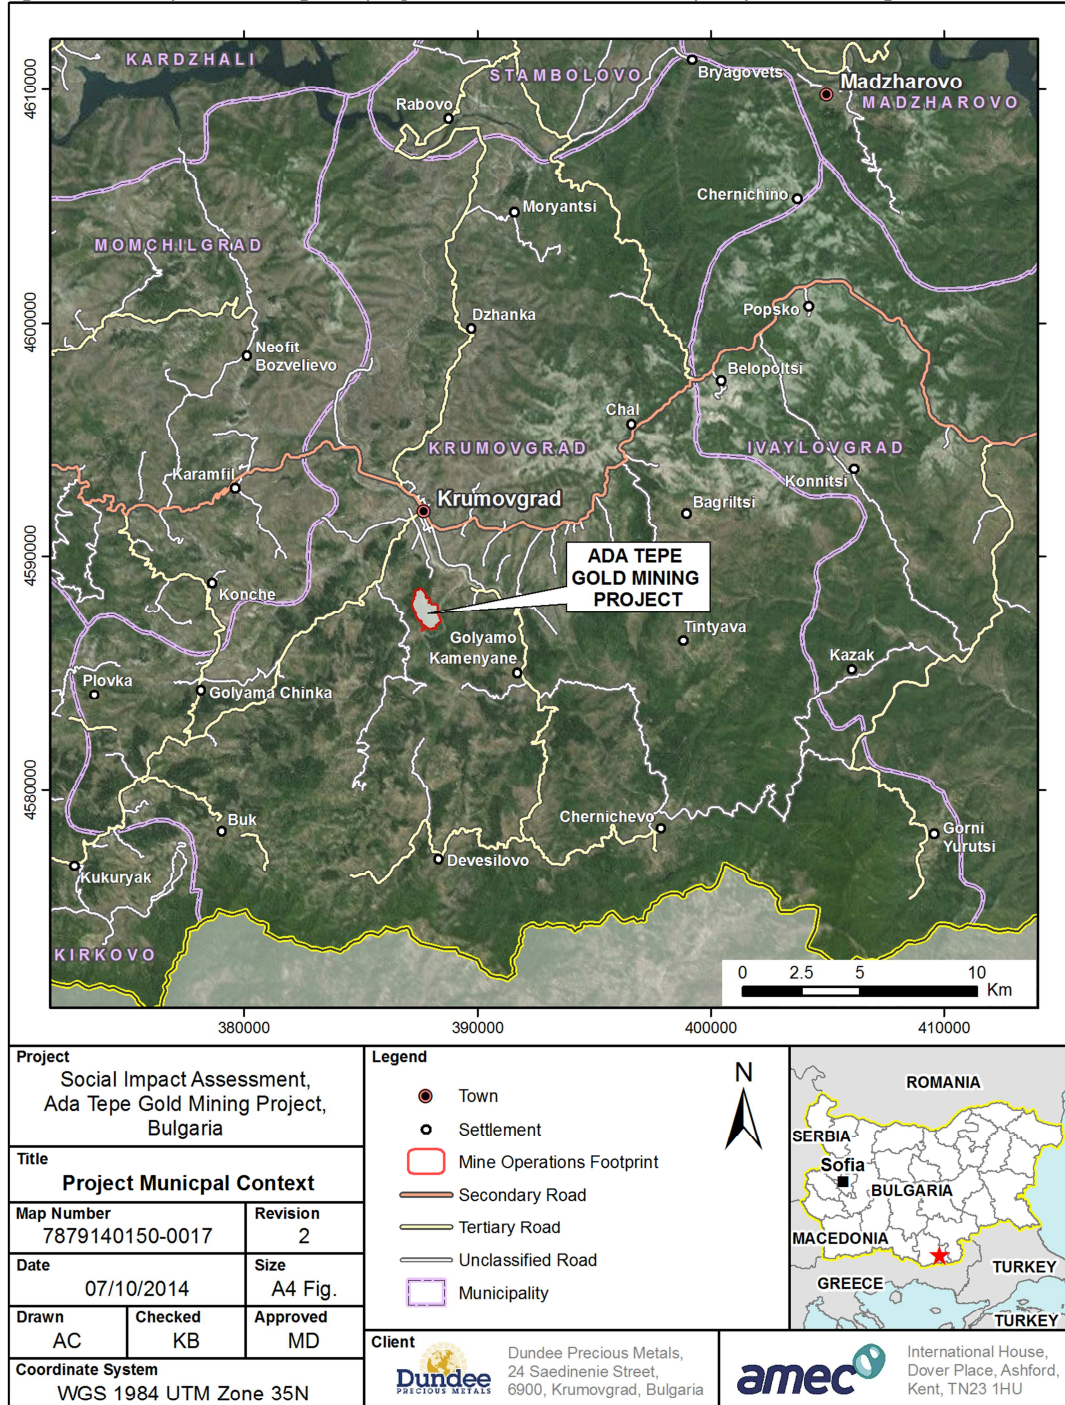 KARDZHALI
STAMBOLOVO
Bryagovets
Madzharovo
MADZHAROVO
Rabovo
Chernichino
Moryantsi
MOMCHILGRAD
Popsko
Dzhanka
Neofit
Bozvelievo
Belopoltsi
Chal
KRUMOVGRAD
IVAYLOVGRAD
Karamfil
Konnitsi
Krumovgrad
Bagriltsi
ADA TEPE
GOLD MINING
PROJECT
Konche
Golyamo
Kamenyane
Tintyava
Kazak
Plovka
Golyama Chinka
Buk
Chernichevo
Gorni
Yurutsi
Devesilovo
Kukuryak
KIRKOVO
0 2.5 5 10
Km
4610000
4600000
4590000
4580000
380000 390000 400000 410000
Project
Social Impact Assessment,
Ada Tepe Gold Mining Project,
Bulgaria
Title
Project Municpal Context
Map Number
7879140150-0017
Revision
2
Date
07/10/2014
Size
A4 Fig.
Drawn
AC
Checked
KB
Approved
MD
Coordinate System
WGS 1984 UTM Zone 35N
Legend
Town
Settlement
Mine Operations Footprint
Secondary Road
Tertiary Road
Unclassified Road
Municipality
N
ROMANIA
SERBIA
Sofia
BULGARIA
MACEDONIA
GREECE
TURKEY
TURKEY
Client
Dundee
PRECIOUS METALS
Dundee Precious Metals,
24 Saedinenie Street,
6900, Krumovgrad, Bulgaria
amec
International House,
Dover Place, Ashford,
Kent, TN23 1HU